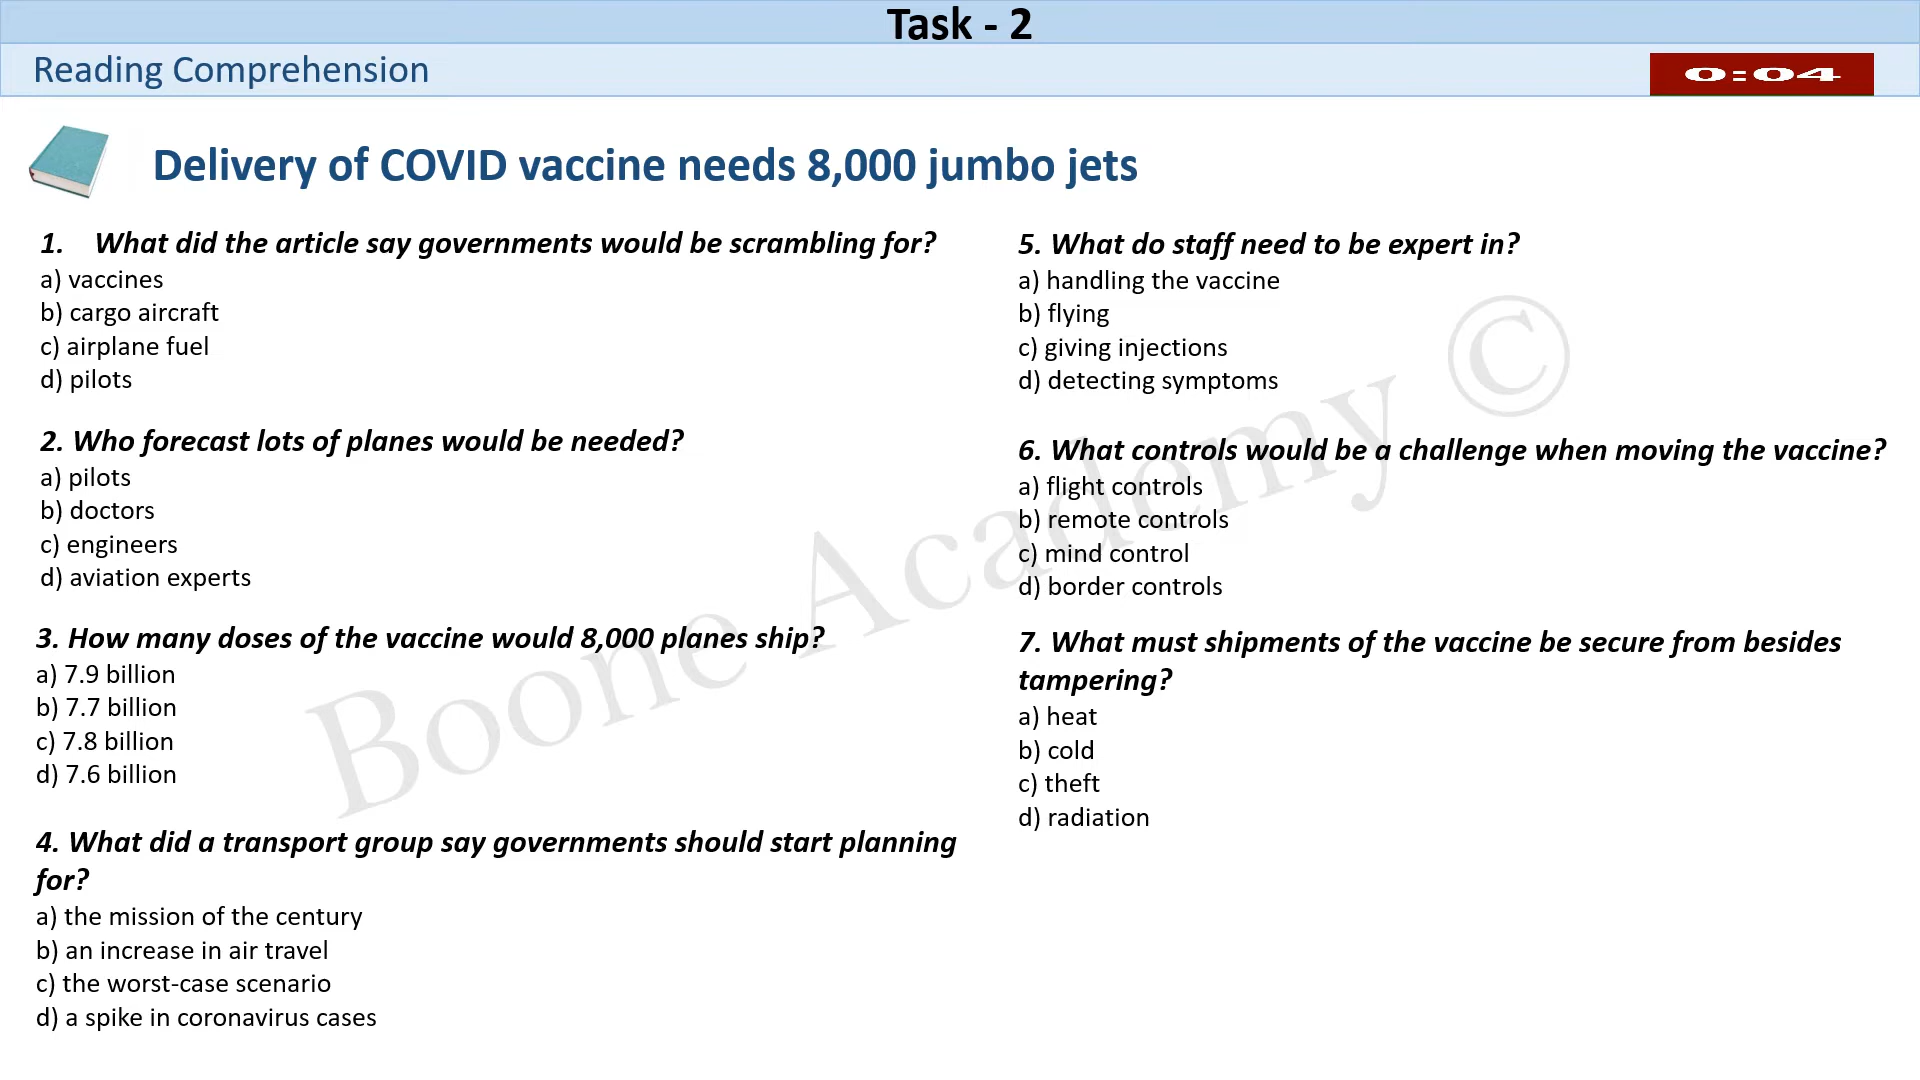 Task - 2
Reading Comprehension
0:04
Delivery of COVID vaccine needs 8,000 jumbo jets
1. What did the article say governments would be scrambling for?
a) vaccines
b) cargo aircraft
c) airplane fuel
d) pilots
2. Who forecast lots of planes would be needed?
a) pilots
b) doctors
c) engineers
d) aviation experts
3. How many doses of the vaccine would 8,000 planes ship?
a) 7.9 billion
b) 7.7 billion
c) 7.8 billion
d) 7.6 billion
4. What did a transport group say governments should start planning
for?
a) the mission of the century
b) an increase in air travel
c) the worst-case scenario
d) a spike in coronavirus cases
5. What do staff need to be expert in?
a) handling the vaccine
b) flying
c) giving injections
d) detecting symptoms
6. What controls would be a challenge when moving the vaccine?
a) flight controls
b) remote controls
c) mind control
d) border controls
7. What must shipments of the vaccine be secure from besides
tampering?
a) heat
b) cold
c) theft
d) radiation
Boone Academy ©